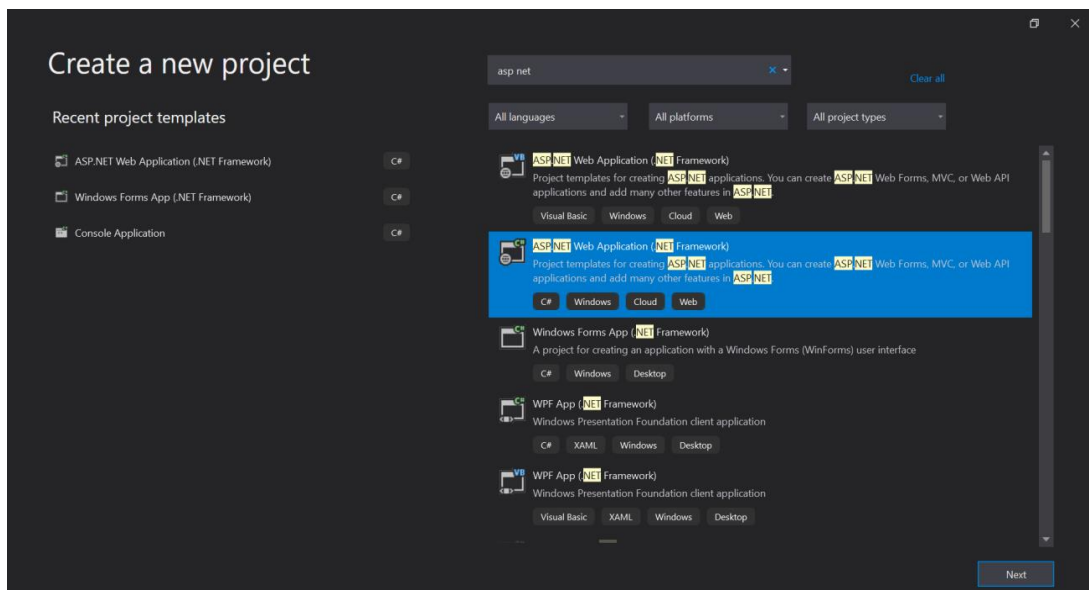 Create a new project
Recent project templates
ASP.NET Web Application (.NET Framework)
C#
Windows Forms App (.NET Framework)
C#
Console Application
C#
asp net
Clear all
All languages
All platforms
All project types
VB
ASP.NET Web Application (.NET Framework)
Project templates for creating ASP.NET applications. You can create ASP.NET Web Forms, MVC, or Web API
applications and add many other features in ASP.NET.
Visual Basic Windows Cloud Web
C#
ASP.NET Web Application (.NET Framework)
Project templates for creating ASP.NET applications. You can create ASP.NET Web Forms, MVC, or Web API
applications and add many other features in ASP.NET.
C# Windows Cloud Web
C#
Windows Forms App (.NET Framework)
A project for creating an application with a Windows Forms (WinForms) user interface
C# Windows Desktop
C#
WPF App (.NET Framework)
Windows Presentation Foundation client application
C# XAML Windows Desktop
VB
WPF App (.NET Framework)
Windows Presentation Foundation client application
Visual Basic XAML Windows Desktop
Next